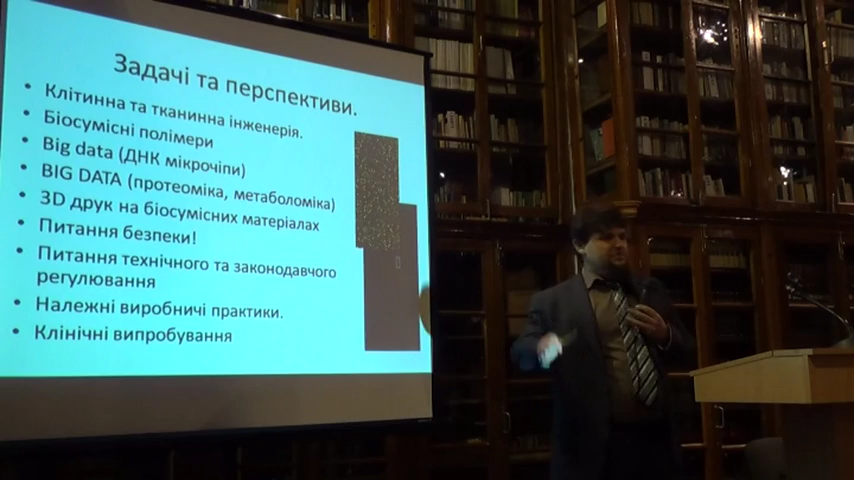 Задачі та перспективи.
• Клітинна та тканинна інженерія.
• Біосумісні полімери
• Big data (ДНК мікрочіпи)
• BIG DATA (протеоміка, метаболоміка)
• 3D друк на біосумісних матеріалах
• Питання безпеки!
• Питання технічного та законодавчого
регулювання
• Належні виробничі практики.
• Клінічні випробування